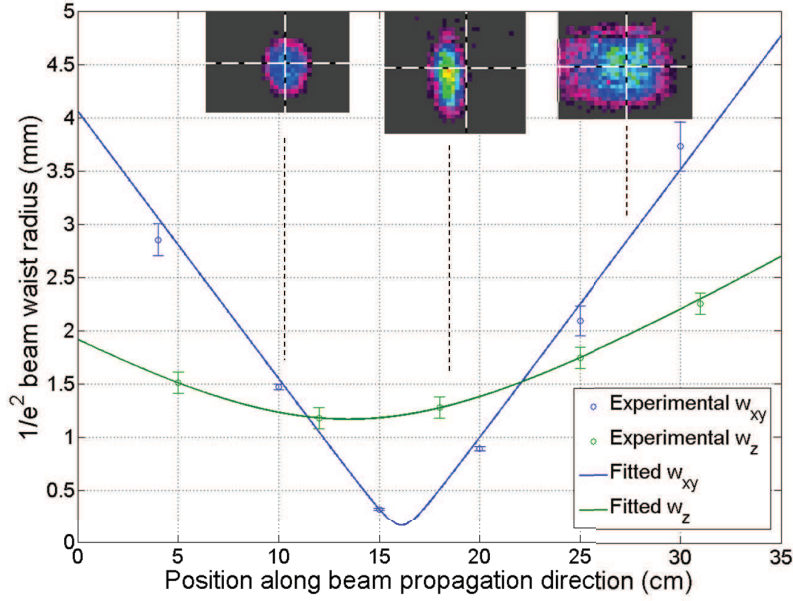 5
4.5
4
3.5
3
2.5
2
1.5
1
0.5
0
1/e² beam waist radius (mm)
Experimental w_xy
Experimental w_z
Fitted w_xy
Fitted w_z
0 5 10 15 20 25 30 35
Position along beam propagation direction (cm)